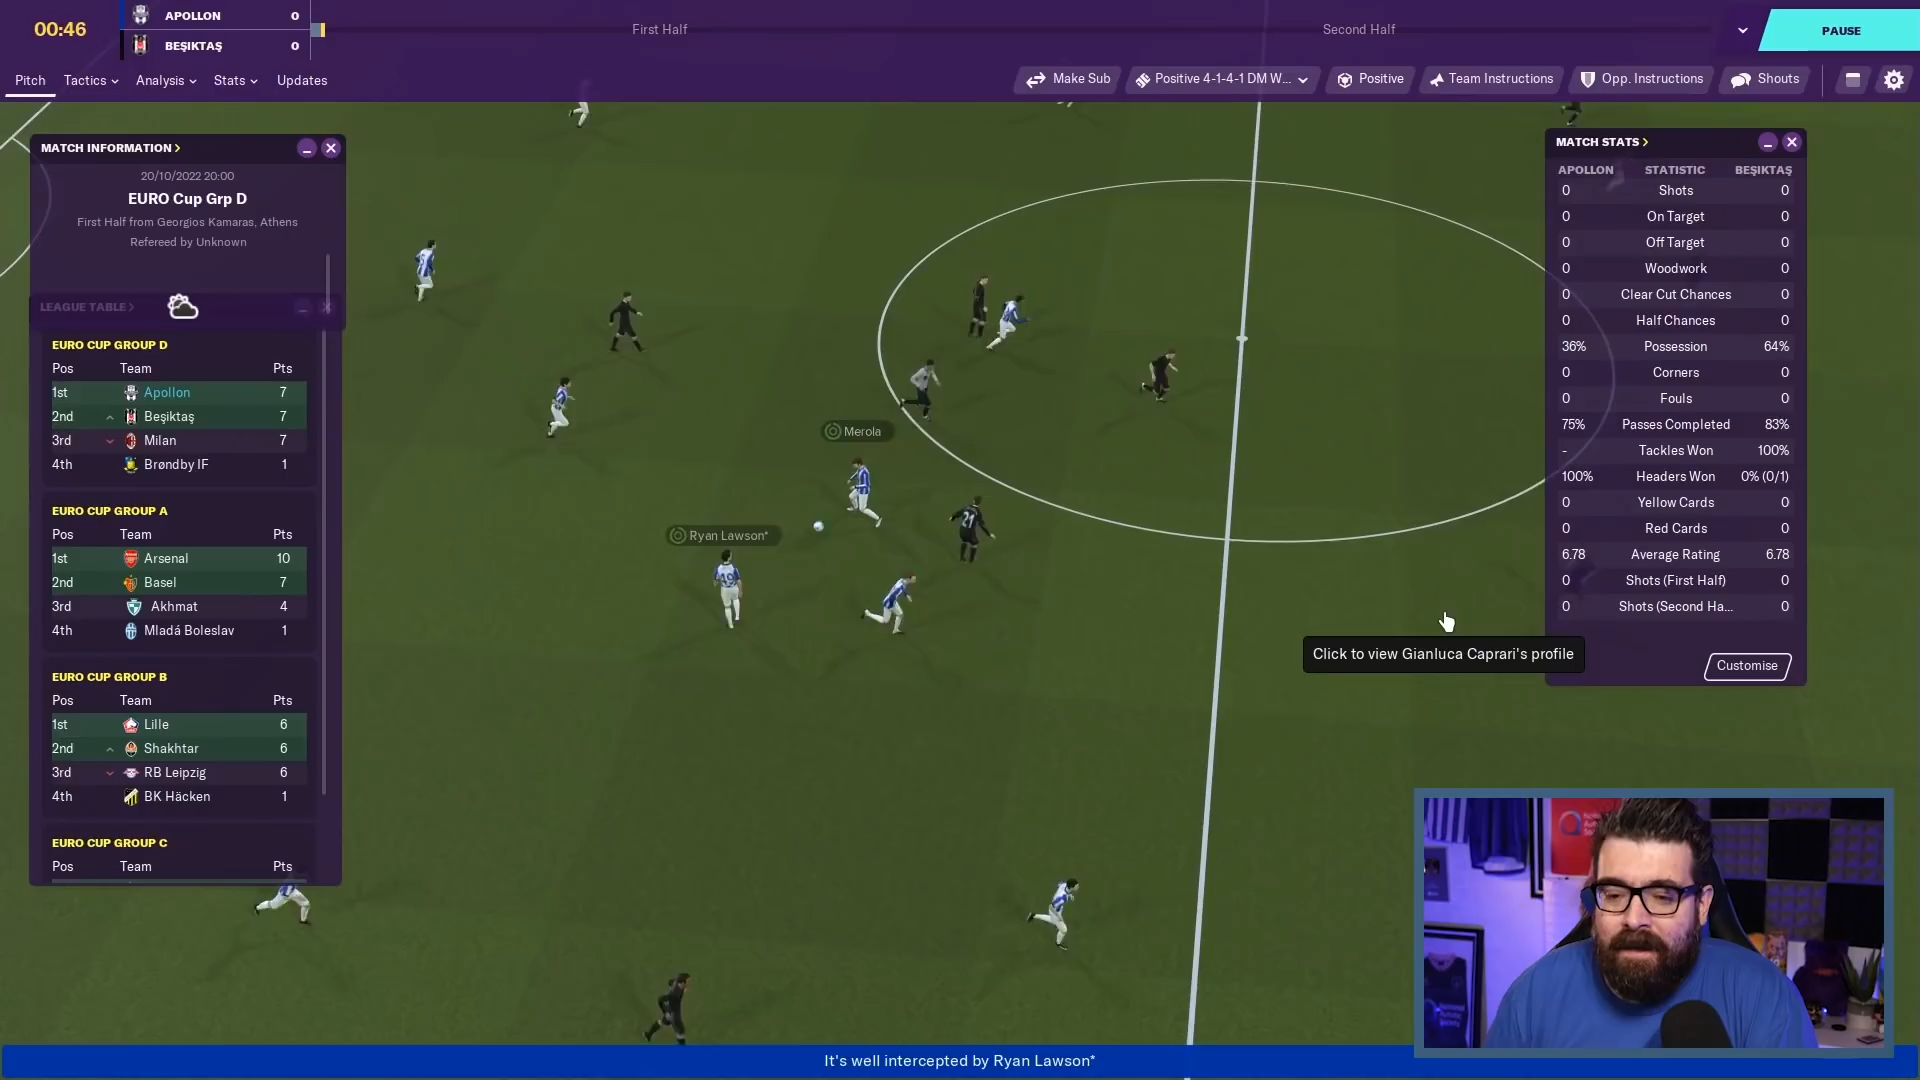 00:46
APOLLON 0
BEŞIKTAŞ 0
First Half
Second Half
PAUSE
Pitch
Tactics
Analysis
Stats
Updates
Make Sub
Positive 4-1-4-1 DM W...
Positive
Team Instructions
Opp. Instructions
Shouts
MATCH INFORMATION >
20/10/2022 20:00
EURO Cup Grp D
First Half from Georgios Kamaras, Athens
Refereed by Unknown
LEAGUE TABLE >
EURO CUP GROUP D
Pos Team Pts
1st Apollon 7
2nd Beşiktaş 7
3rd Milan 7
4th Brøndby IF 1
EURO CUP GROUP A
Pos Team Pts
1st Arsenal 10
2nd Basel 7
3rd Akhmat 4
4th Mladá Boleslav 1
EURO CUP GROUP B
Pos Team Pts
1st Lille 6
2nd Shakhtar 6
3rd RB Leipzig 6
4th BK Häcken 1
EURO CUP GROUP C
Pos Team Pts
Merola
Ryan Lawson*
19
21
MATCH STATS >
APOLLON STATISTIC BEŞIKTAŞ
0 Shots 0
0 On Target 0
0 Off Target 0
0 Woodwork 0
0 Clear Cut Chances 0
0 Half Chances 0
36% Possession 64%
0 Corners 0
0 Fouls 0
75% Passes Completed 83%
- Tackles Won 100%
100% Headers Won 0% (0/1)
0 Yellow Cards 0
0 Red Cards 0
6.78 Average Rating 6.78
0 Shots (First Half) 0
0 Shots (Second Ha... 0
Customise
Click to view Gianluca Caprari's profile
It's well intercepted by Ryan Lawson*